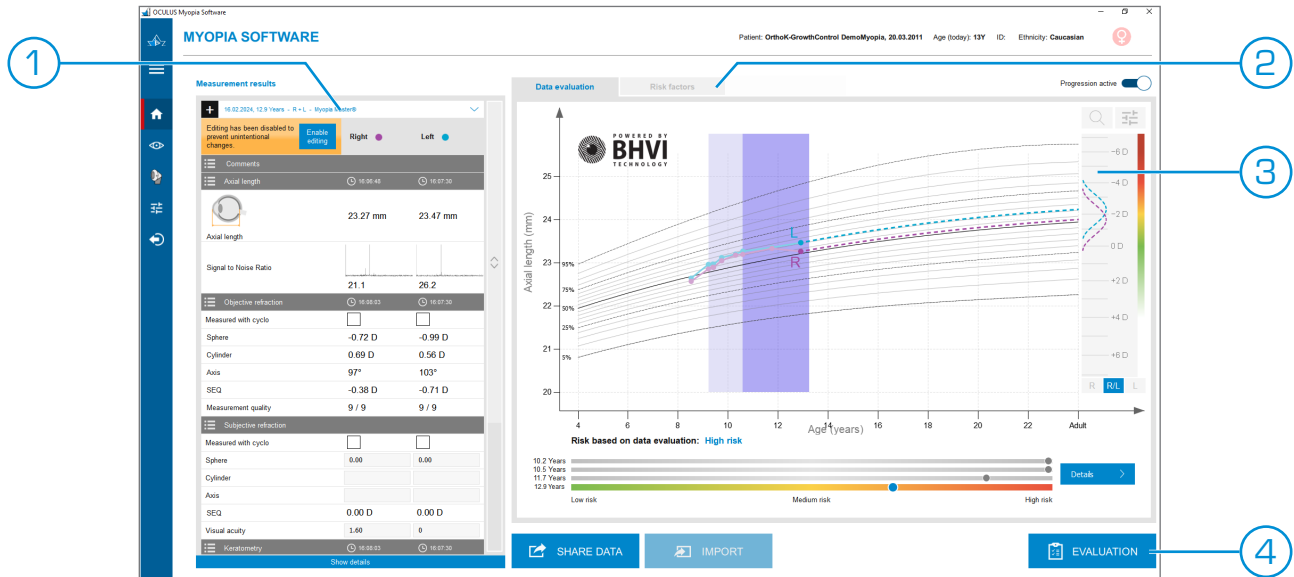 OCULUS Myopia Software
MYOPIA SOFTWARE
Patient: OrthoK-GrowthControl DemoMyopia, 20.03.2011 Age (today): 13Y ID: Ethnicity: Caucasian
1
2
3
4
Measurement results
16.02.2024, 12.9 Years - R + L - Myopia Master®
Editing has been disabled to
prevent unintentional
changes.
Enable
editing
Right
Left
Comments
Axial length 16:06:48 16:07:30
23.27 mm 23.47 mm
Axial length
Signal to Noise Ratio
21.1 26.2
Objective refraction 16:08:03 16:07:30
Measured with cyclo
Sphere -0.72 D -0.99 D
Cylinder 0.69 D 0.56 D
Axis 97° 103°
SEQ -0.38 D -0.71 D
Measurement quality 9 / 9 9 / 9
Subjective refraction
Measured with cyclo
Sphere 0.00 0.00
Cylinder
Axis
SEQ 0.00 D 0.00 D
Visual acuity 1.60 0
Keratometry 16:08:03 16:07:30
Show details
Data evaluation
Risk factors
Progression active
POWERED BY
BHVI
TECHNOLOGY
Axial length (mm)
25
24
23
22
21
20
95%
75%
50%
25%
5%
L
R
-6 D
-4 D
-2 D
0 D
+2 D
+4 D
+6 D
R R/L L
4 6 8 10 12 14 16 18 20 22 Adult
Age (years)
Risk based on data evaluation: High risk
10.2 Years
10.5 Years
11.7 Years
12.9 Years
Low risk Medium risk High risk
Details
SHARE DATA
IMPORT
EVALUATION